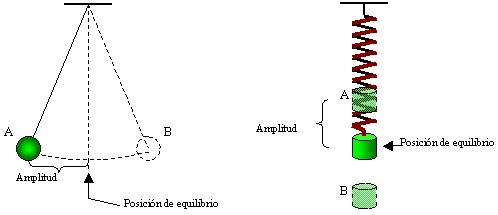 A
B
Amplitud
Posición de equilibrio
A
Amplitud
Posición de equilibrio
B